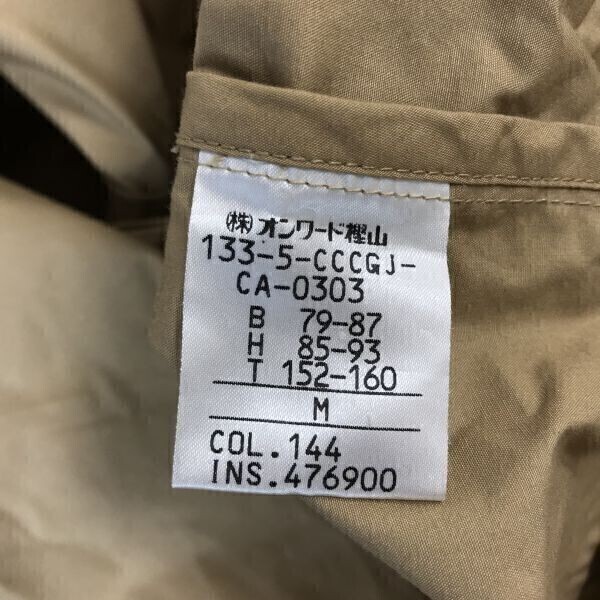 (株)オンワード樫山
133-5-CCCGJ-
CA-0303
B 79-87
H 85-93
T 152-160
M
COL.144
INS.476900